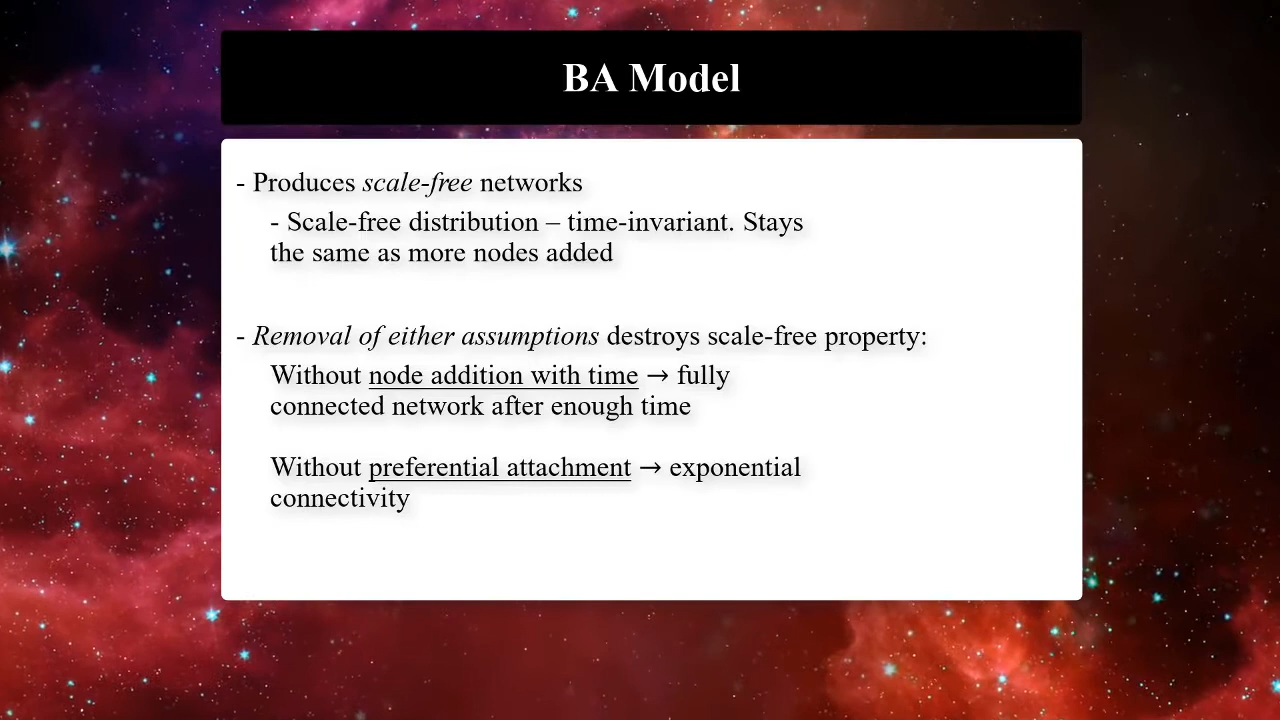 BA Model
- Produces scale-free networks
- Scale-free distribution – time-invariant. Stays
the same as more nodes added
- Removal of either assumptions destroys scale-free property:
Without node addition with time → fully
connected network after enough time
Without preferential attachment → exponential
connectivity